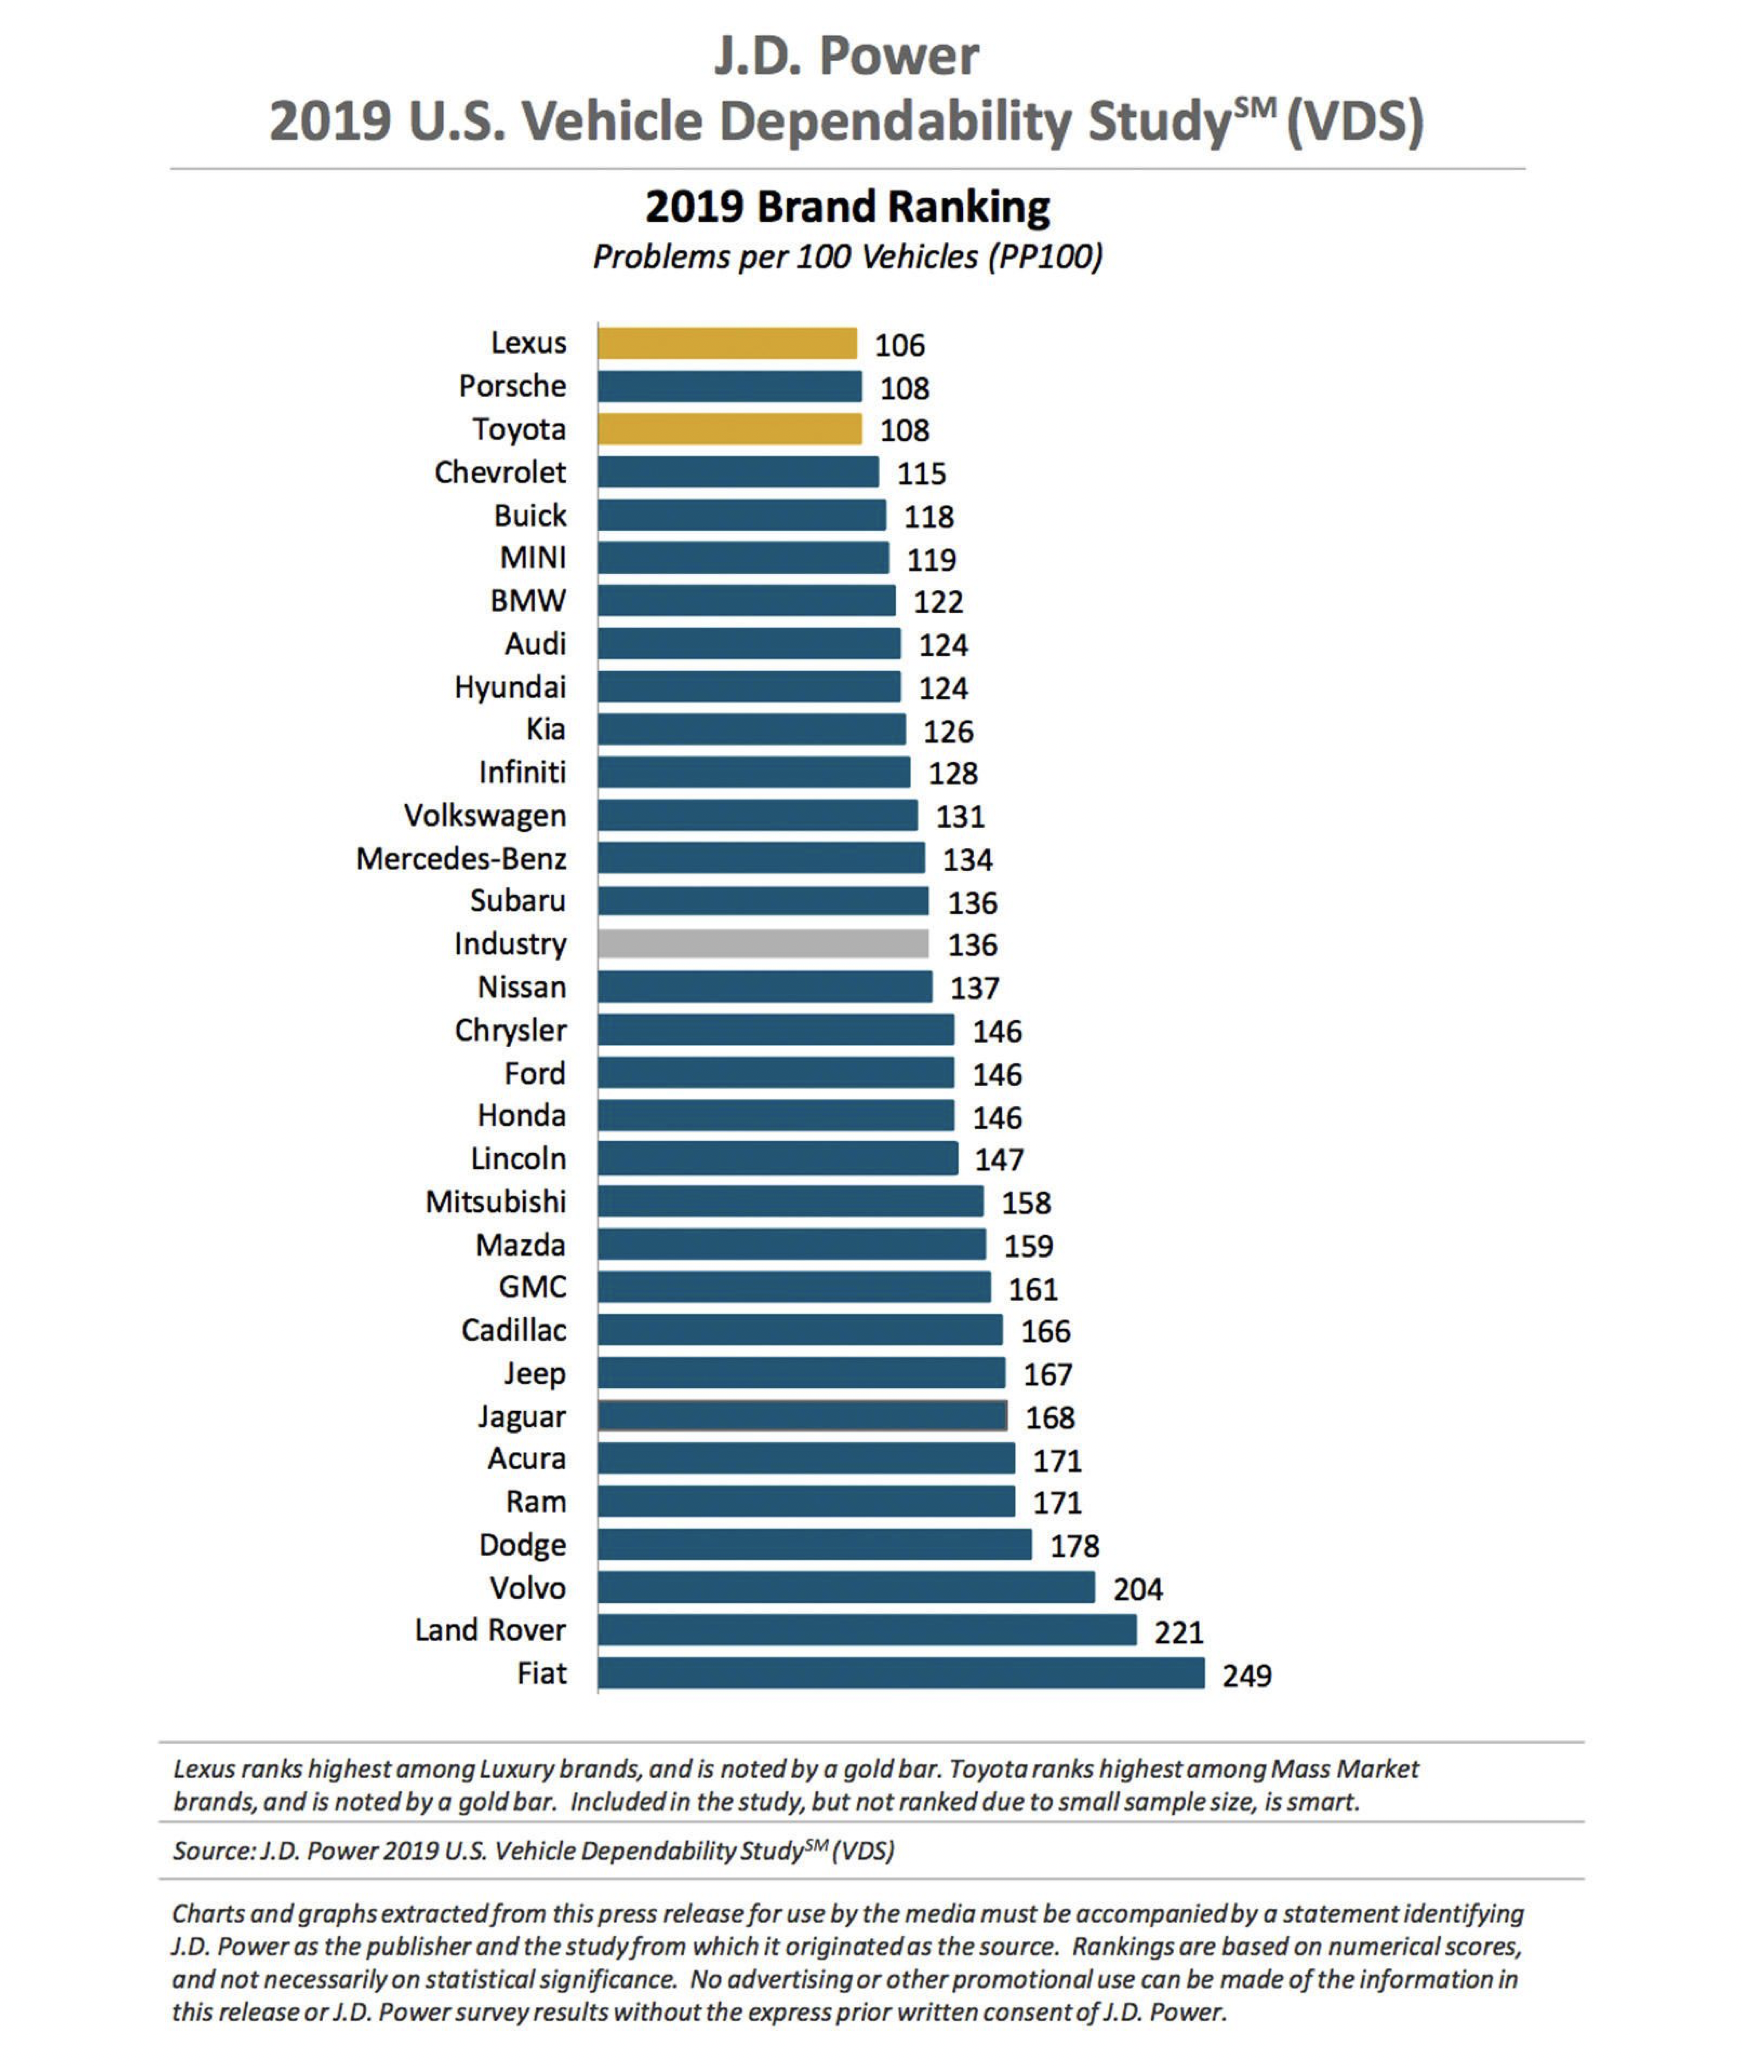 J.D. Power
2019 U.S. Vehicle Dependability Study℠ (VDS)
2019 Brand Ranking
Problems per 100 Vehicles (PP100)
Lexus 106
Porsche 108
Toyota 108
Chevrolet 115
Buick 118
MINI 119
BMW 122
Audi 124
Hyundai 124
Kia 126
Infiniti 128
Volkswagen 131
Mercedes-Benz 134
Subaru 136
Industry 136
Nissan 137
Chrysler 146
Ford 146
Honda 146
Lincoln 147
Mitsubishi 158
Mazda 159
GMC 161
Cadillac 166
Jeep 167
Jaguar 168
Acura 171
Ram 171
Dodge 178
Volvo 204
Land Rover 221
Fiat 249
Lexus ranks highest among Luxury brands, and is noted by a gold bar. Toyota ranks highest among Mass Market
brands, and is noted by a gold bar. Included in the study, but not ranked due to small sample size, is smart.
Source: J.D. Power 2019 U.S. Vehicle Dependability Study℠ (VDS)
Charts and graphs extracted from this press release for use by the media must be accompanied by a statement identifying
J.D. Power as the publisher and the study from which it originated as the source. Rankings are based on numerical scores,
and not necessarily on statistical significance. No advertising or other promotional use can be made of the information in
this release or J.D. Power survey results without the express prior written consent of J.D. Power.